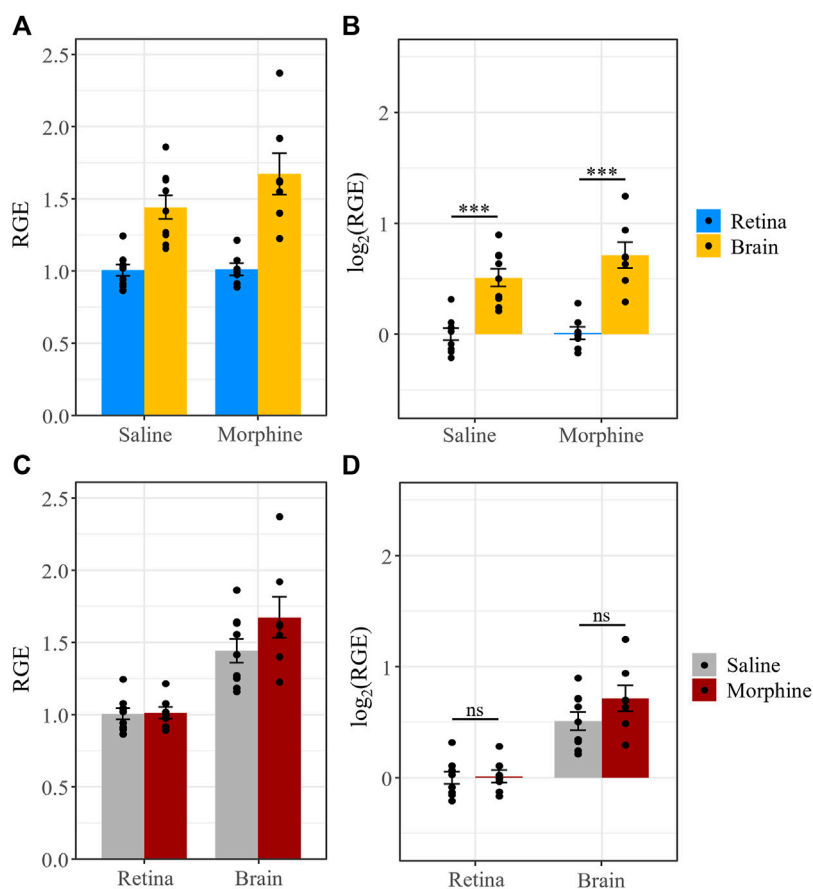 A
2.5
2.0
1.5
1.0
0.5
0.0
RGE
Saline
Morphine
B
2
1
0
log₂(RGE)
***
***
Saline
Morphine
Retina
Brain
C
2.5
2.0
1.5
1.0
0.5
0.0
RGE
Retina
Brain
D
2
1
0
log₂(RGE)
ns
ns
Retina
Brain
Saline
Morphine